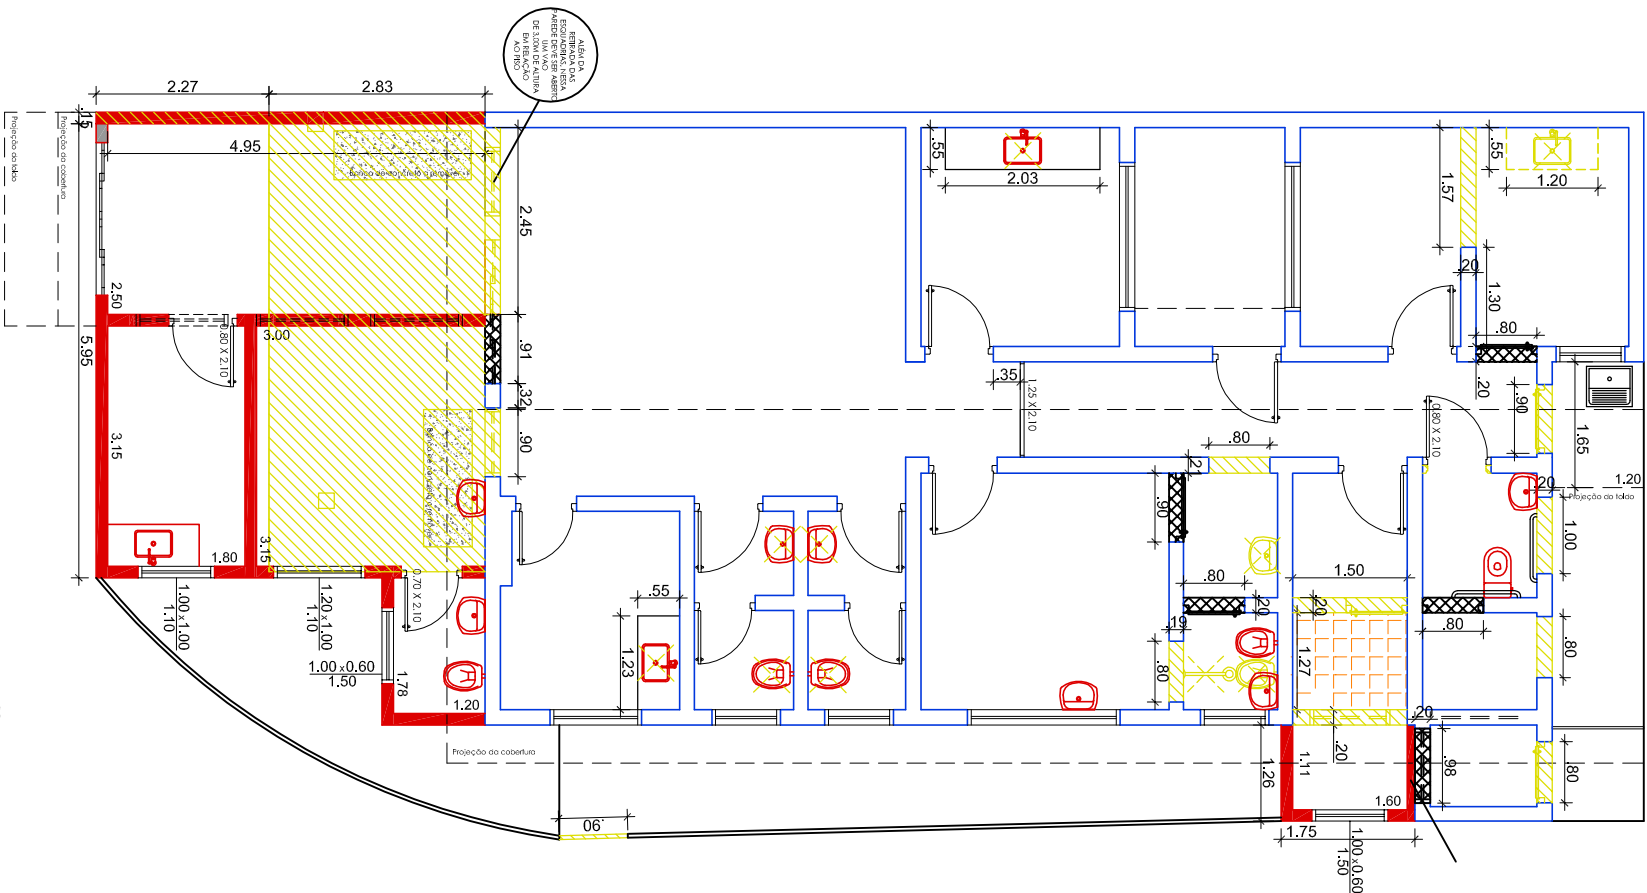 ALÉM DA
RETIRADA DAS
ESQUADRIAS, NESSA
PAREDE DEVE SER ABERTO
UM VÃO
DE 3,00M DE ALTURA
EM RELAÇÃO
AO PISO
2.27
2.83
.15
Projeção do toldo
Projeção da cobertura
4.95
Banco de concreto a remover
2.45
.55
2.03
1.57
.55
1.20
.20
1.30
.80
2.50
3.00
0.80 X 2.10
5.95
.91
.32
.90
.35
1.25 X 2.10
.20
.90
1.65
0.80 X 2.10
3.15
.80
.21
.90
.20
1.20
Projeção do toldo
1.00
3.15
1.80
0.70 X 2.10
1.00 x 1.00
1.10
1.20 x 1.00
1.10
1.00 x 0.60
1.50
1.78
1.20
.55
1.23
.80
.20
.19
.80
1.50
.20
1.27
.80
.80
Projeção da cobertura
.90
1.26
.20
1.11
1.60
.20
.98
.80
1.75
1.00 x 0.60
1.50